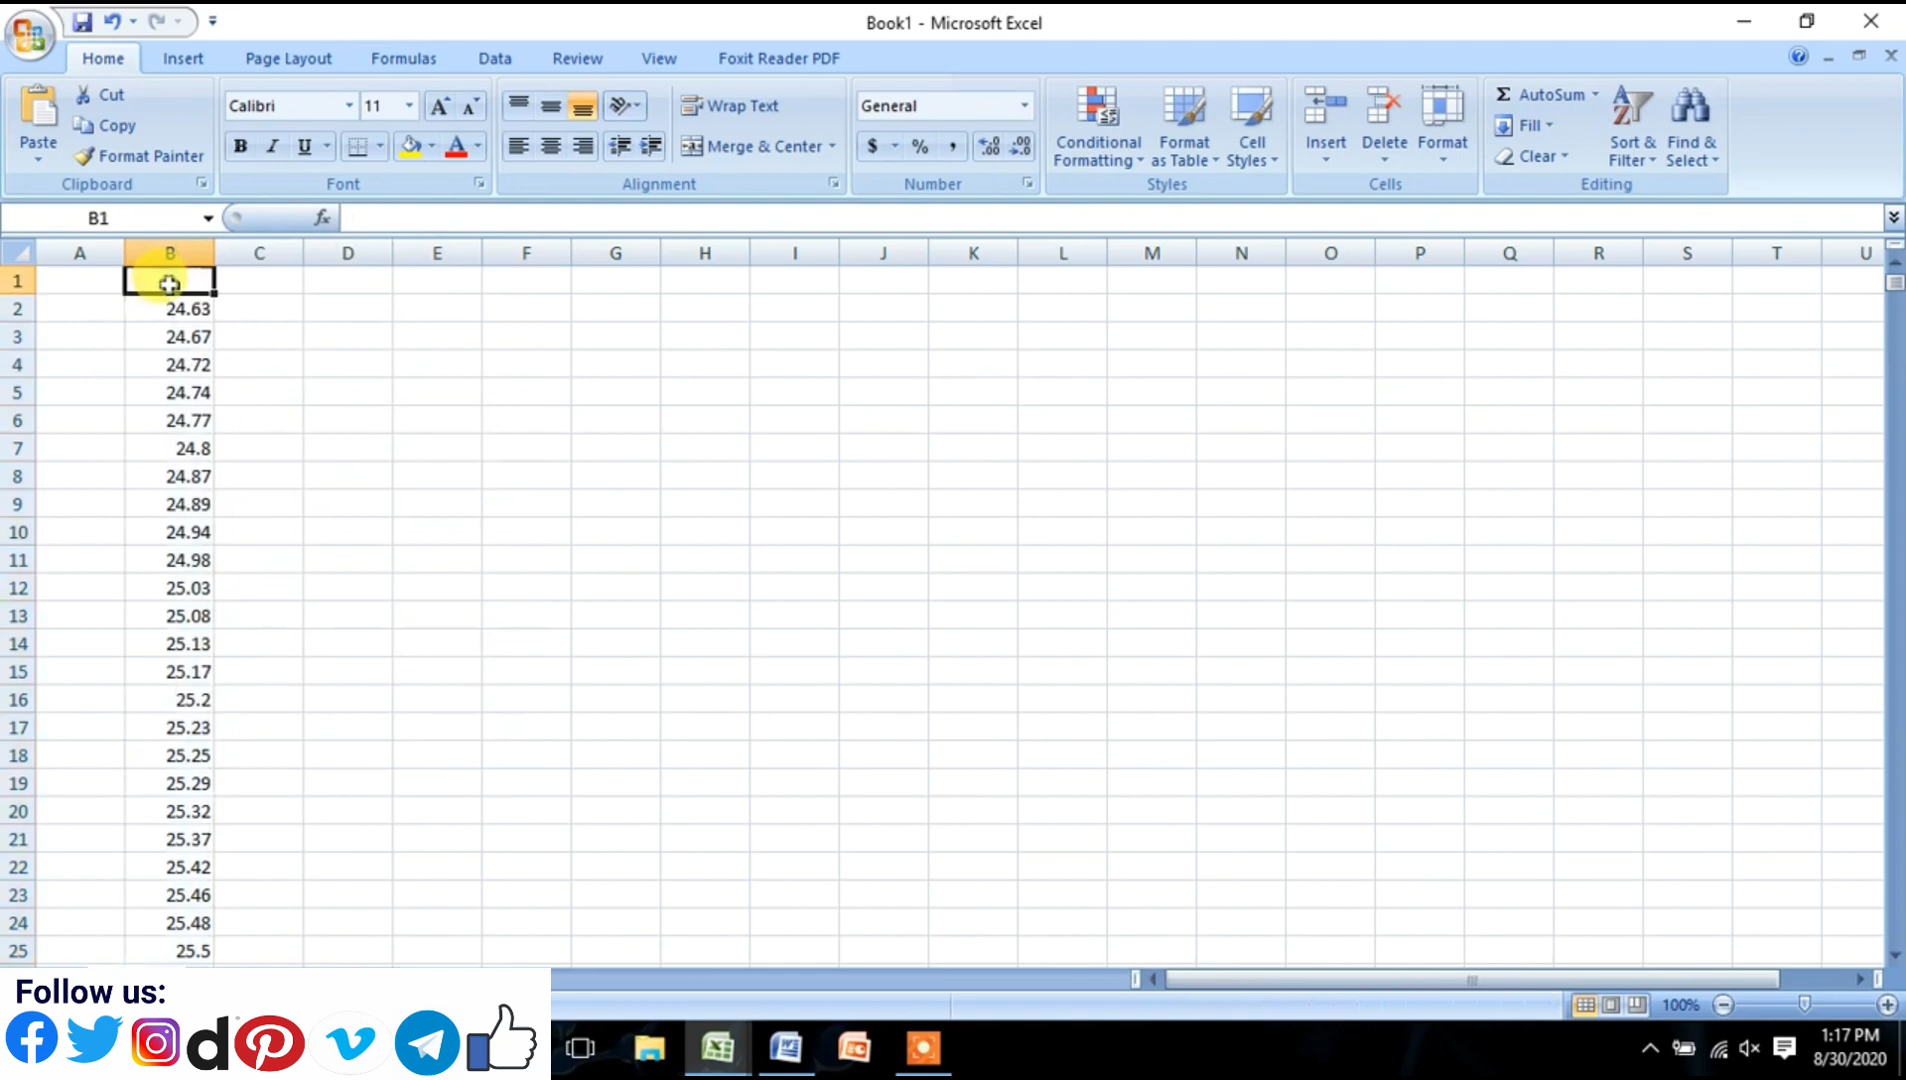 Book1 - Microsoft Excel
Home Insert Page Layout Formulas Data Review View Foxit Reader PDF
Paste
Cut
Copy
Format Painter
Clipboard
Calibri 11
B I U
Font
Wrap Text
Merge & Center
Alignment
General
$ % ,
Number
Conditional Formatting
Format as Table
Cell Styles
Styles
Insert Delete Format
Cells
Σ AutoSum
Fill
Clear
Sort & Filter
Find & Select
Editing
B1 fx
A B C D E F G H I J K L M N O P Q R S T U
1
2 24.63
3 24.67
4 24.72
5 24.74
6 24.77
7 24.8
8 24.87
9 24.89
10 24.94
11 24.98
12 25.03
13 25.08
14 25.13
15 25.17
16 25.2
17 25.23
18 25.25
19 25.29
20 25.32
21 25.37
22 25.42
23 25.46
24 25.48
25 25.5
Follow us:
100%
1:17 PM
8/30/2020